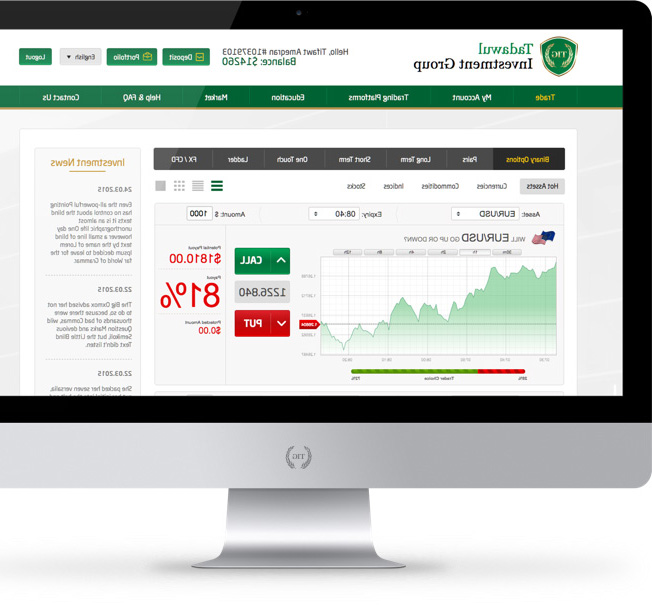 Tadawul
Investment Group
TIG
Hello, Tifawt Ameqran #10379103
Balance: $14260
Deposit
Portfolio
English
Logout
Trade
My Account
Trading Platforms
Education
Market
Help & FAQ
Contact Us
Binary Options
Pairs
Long Term
Short Term
One Touch
Ladder
FX / CFD
Hot Assets
Currencies
Commodities
Indices
Stocks
Asset: EUR/USD
Expiry: 08:40
Amount: $ 1000
WILL EUR/USD GO UP OR DOWN?
Trader Choice
CALL
1226.840
PUT
Potential Payout
$1810.00
Payout
81%
Protected Amount
$0.00
Investment News
24.03.2015
Even the all-powerful Pointing
has no control about the blind
texts it is an almost
unorthographic life One day
however a small line of blind
text by the name of Lorem
Ipsum decided to leave for the
far World of Grammar.
22.03.2015
The Big Oxmox advised her not
to do so, because there were
thousands of bad Commas, wild
Question Marks and devious
Semikoli, but the Little Blind
Text didn't listen.
22.03.2015
She packed her seven versalia,
TIG